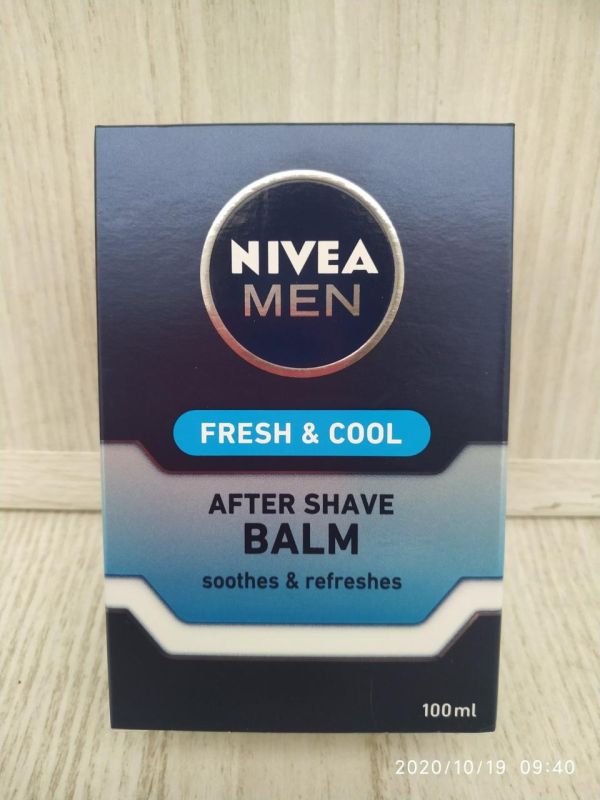 NIVEA
MEN
FRESH & COOL
AFTER SHAVE
BALM
soothes & refreshes
100ml
2020/10/19 09:40